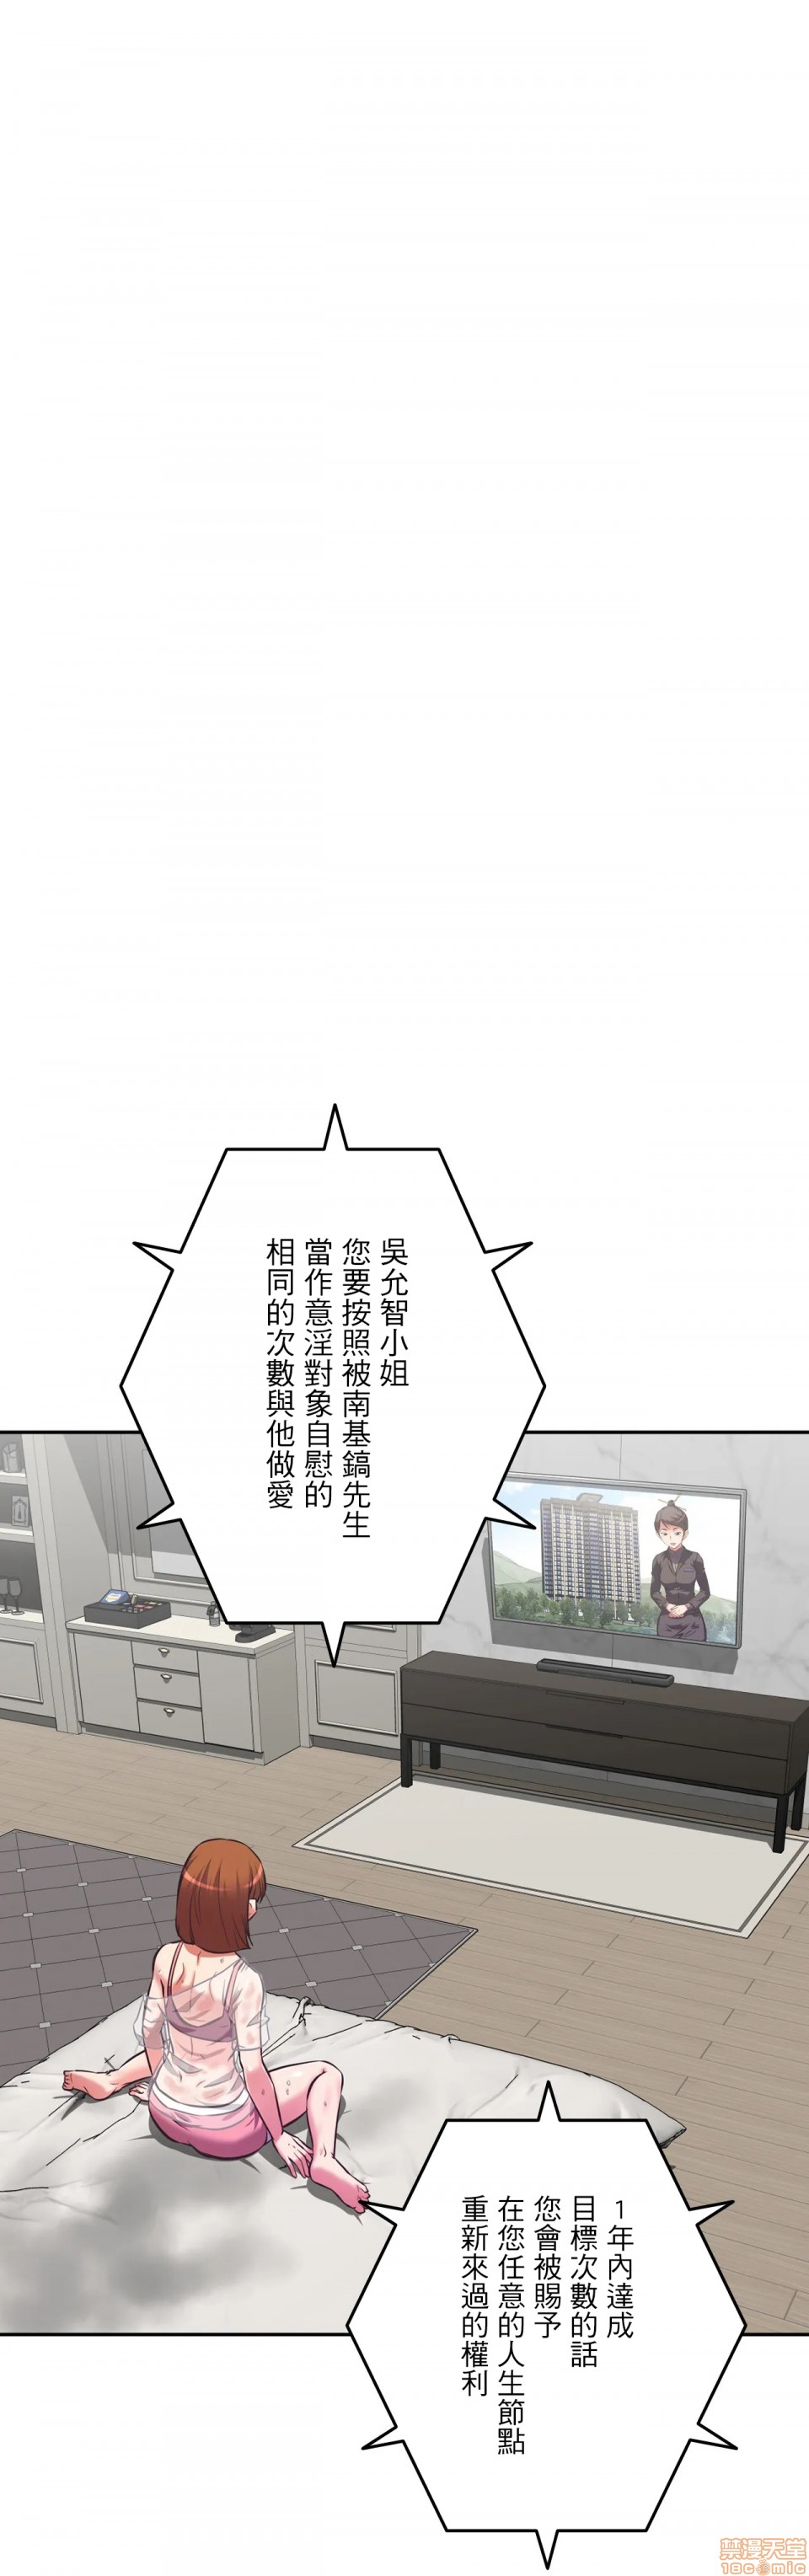 吳允智小姐
您要按照被南基鎬先生
當作意淫對象自慰的
相同的次數與他做愛
1年內達成
目標次數的話
您會被賜予
在您任意的人生節點
重新來過的權利
禁漫天堂
18comic